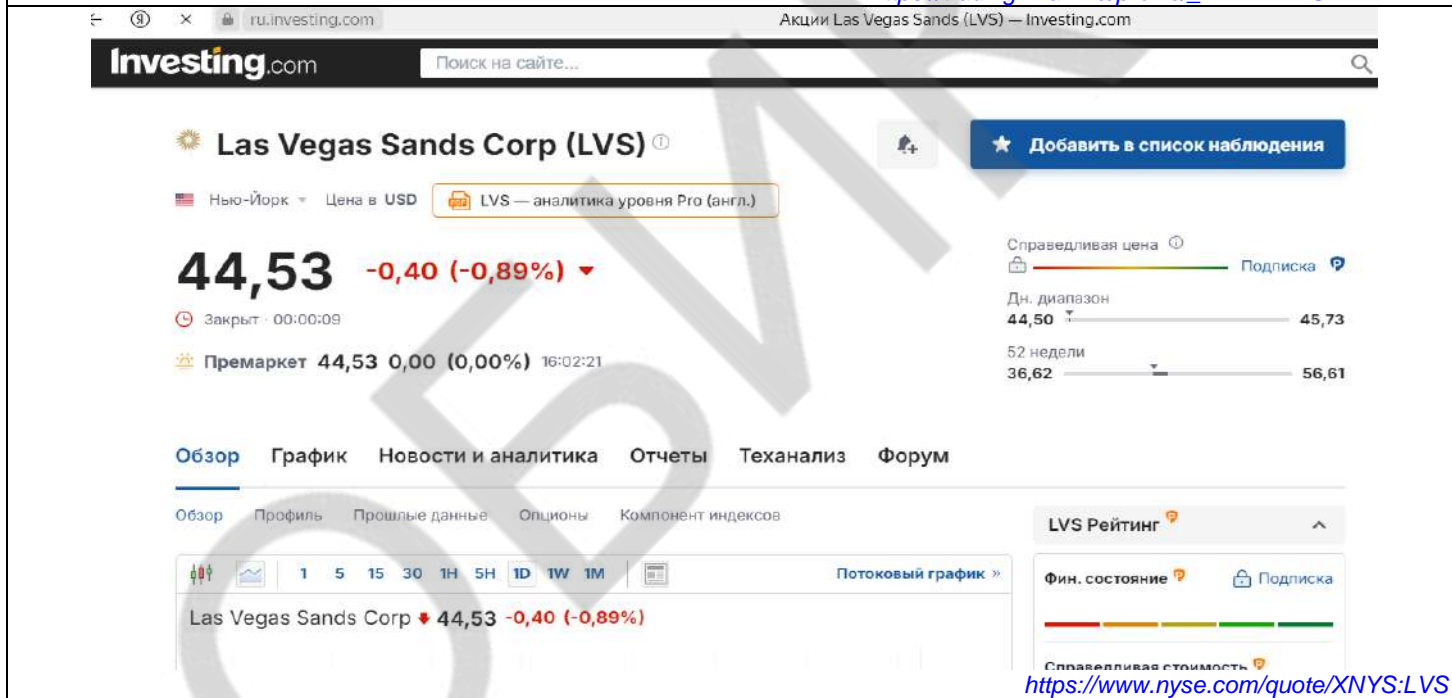 ru.investing.com
Акции Las Vegas Sands (LVS) — Investing.com
Investing.com
Поиск на сайте...
Las Vegas Sands Corp (LVS)
Добавить в список наблюдения
Нью-Йорк
Цена в USD
LVS — аналитика уровня Pro (англ.)
44,53 -0,40 (-0,89%)
Справедливая цена
Подписка
Закрыт · 00:00:09
Дн. диапазон
44,50 45,73
Премаркет 44,53 0,00 (0,00%) 16:02:21
52 недели
36,62 56,61
Обзор График Новости и аналитика Отчеты Теханализ Форум
Обзор Профиль Прошлые данные Опционы Компонент индексов
LVS Рейтинг
1 5 15 30 1H 5H 1D 1W 1M
Потоковый график »
Фин. состояние
Подписка
Las Vegas Sands Corp 44,53 -0,40 (-0,89%)
Справедливая стоимость
https://www.nyse.com/quote/XNYS:LVS
ОБИК